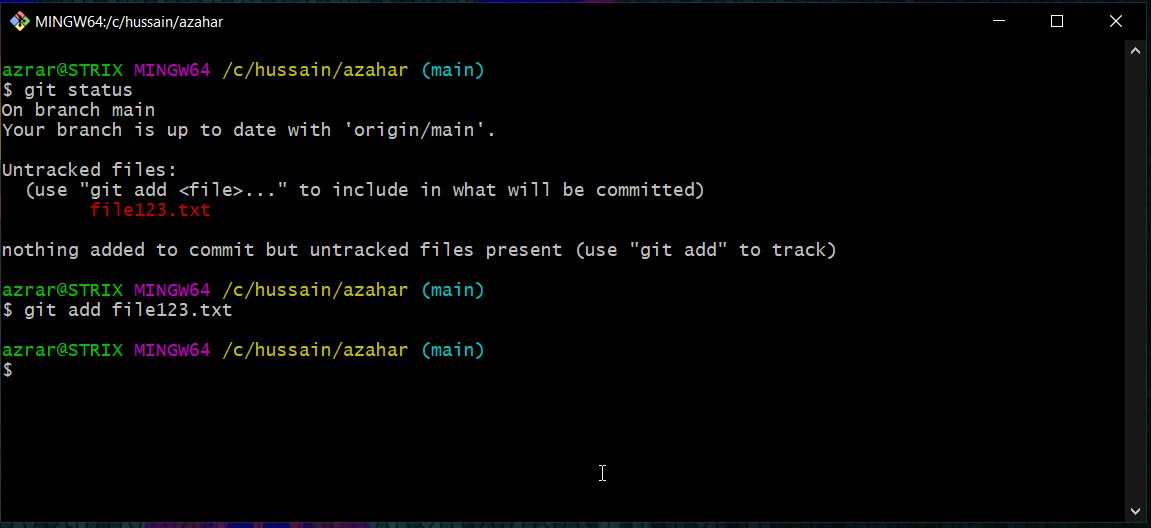 MINGW64:/c/hussain/azahar
azrar@STRIX MINGW64 /c/hussain/azahar (main)
$ git status
On branch main
Your branch is up to date with 'origin/main'.
Untracked files:
(use "git add <file>..." to include in what will be committed)
file123.txt
nothing added to commit but untracked files present (use "git add" to track)
azrar@STRIX MINGW64 /c/hussain/azahar (main)
$ git add file123.txt
azrar@STRIX MINGW64 /c/hussain/azahar (main)
$